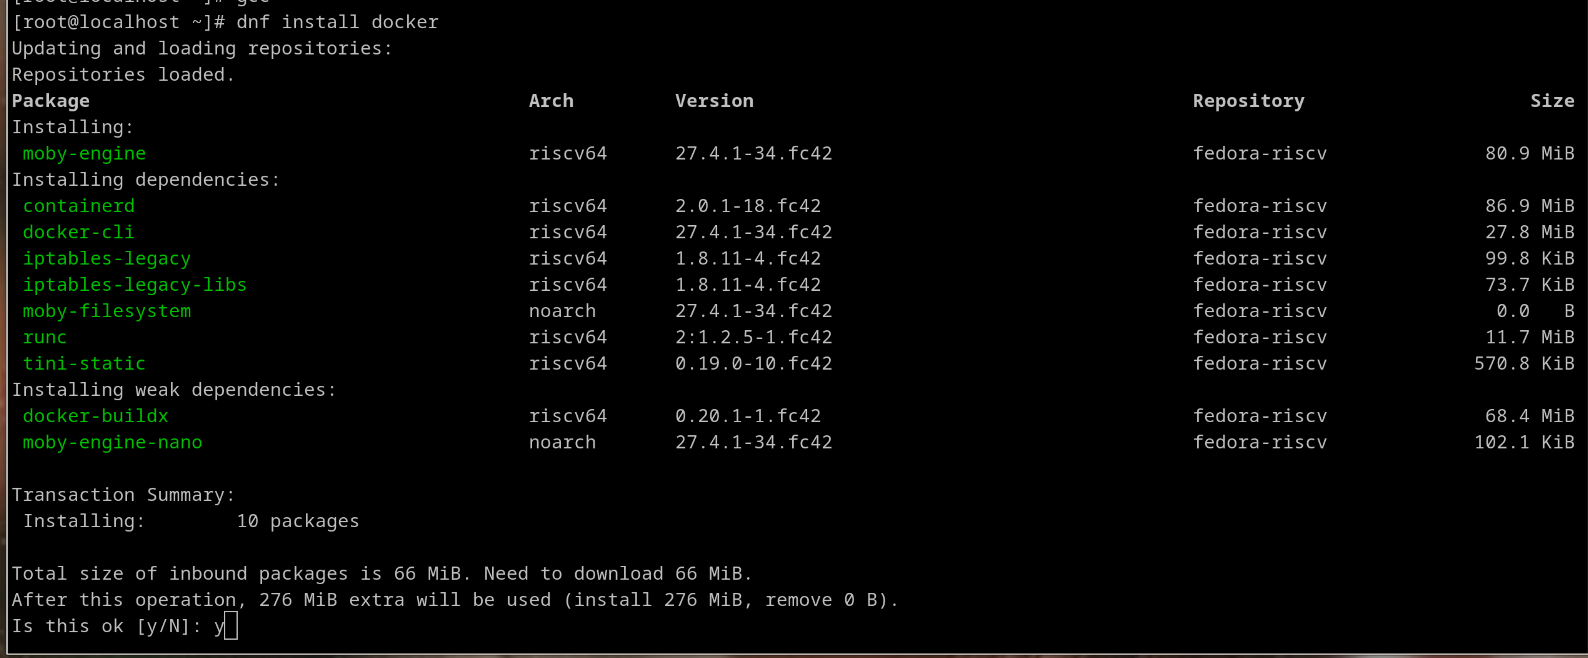 [root@localhost ~]# gcc
[root@localhost ~]# dnf install docker
Updating and loading repositories:
Repositories loaded.
Package Arch Version Repository Size
Installing:
moby-engine riscv64 27.4.1-34.fc42 fedora-riscv 80.9 MiB
Installing dependencies:
containerd riscv64 2.0.1-18.fc42 fedora-riscv 86.9 MiB
docker-cli riscv64 27.4.1-34.fc42 fedora-riscv 27.8 MiB
iptables-legacy riscv64 1.8.11-4.fc42 fedora-riscv 99.8 KiB
iptables-legacy-libs riscv64 1.8.11-4.fc42 fedora-riscv 73.7 KiB
moby-filesystem noarch 27.4.1-34.fc42 fedora-riscv 0.0 B
runc riscv64 2:1.2.5-1.fc42 fedora-riscv 11.7 MiB
tini-static riscv64 0.19.0-10.fc42 fedora-riscv 570.8 KiB
Installing weak dependencies:
docker-buildx riscv64 0.20.1-1.fc42 fedora-riscv 68.4 MiB
moby-engine-nano noarch 27.4.1-34.fc42 fedora-riscv 102.1 KiB
Transaction Summary:
Installing: 10 packages
Total size of inbound packages is 66 MiB. Need to download 66 MiB.
After this operation, 276 MiB extra will be used (install 276 MiB, remove 0 B).
Is this ok [y/N]: y